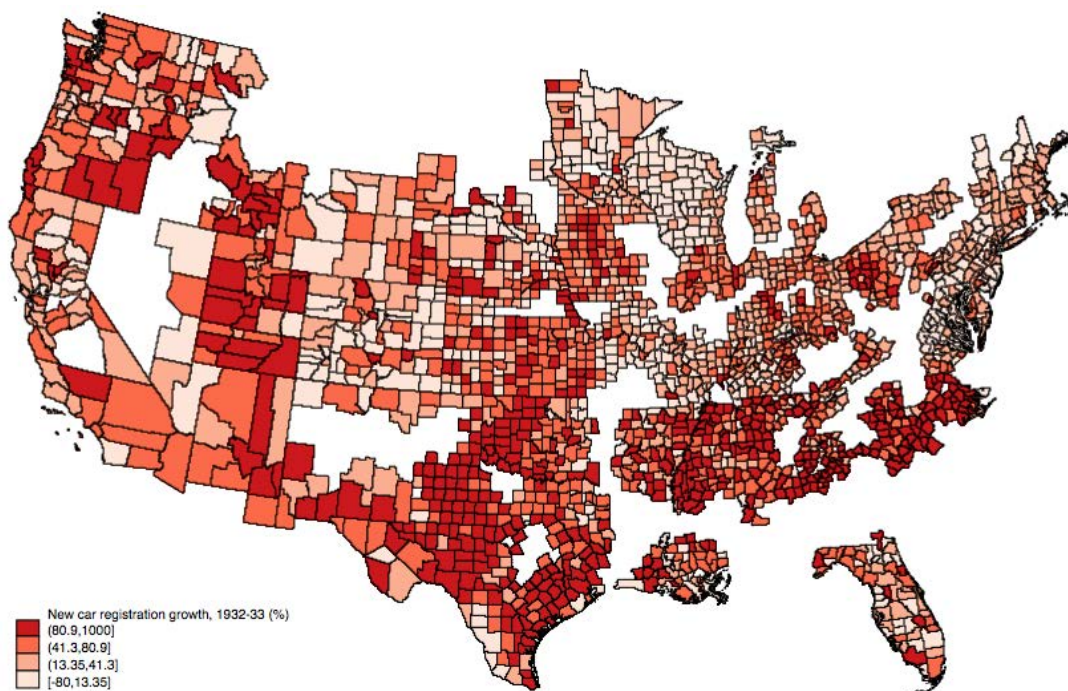 New car registration growth, 1932-33 (%)
(80.9,1000]
(41.3,80.9]
(13.35,41.3]
[-80,13.35]